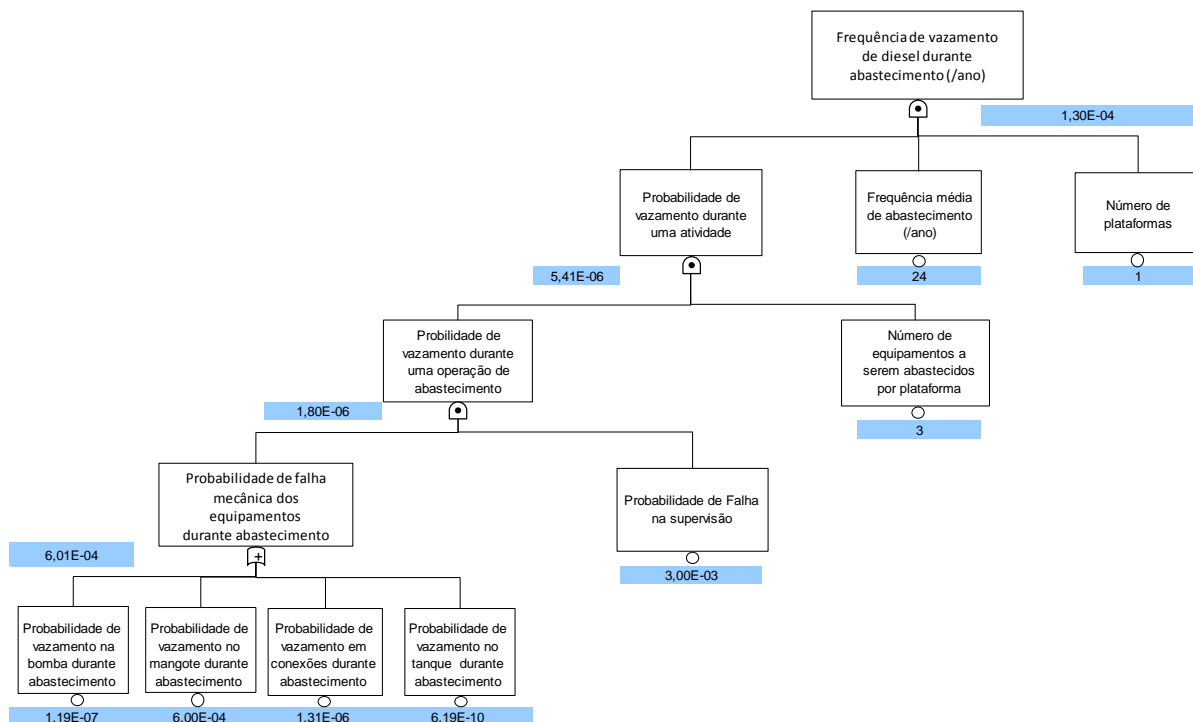 Frequência de vazamento
de diesel durante
abastecimento (/ano)
1,30E-04
Probabilidade de
vazamento durante
uma atividade
Frequência média
de abastecimento
(/ano)
Número de
plataformas
5,41E-06
24
1
Probilidade de
vazamento durante
uma operação de
abastecimento
Número de
equipamentos a
serem abastecidos
por plataforma
1,80E-06
3
Probabilidade de falha
mecânica dos
equipamentos
durante abastecimento
Probabilidade de Falha
na supervisão
6,01E-04
+
3,00E-03
Probabilidade de
vazamento na
bomba durante
abastecimento
Probabilidade de
vazamento no
mangote durante
abastecimento
Probabilidade de
vazamento em
conexões durante
abastecimento
Probabilidade de
vazamento no
tanque durante
abastecimento
1,19E-07
6,00E-04
1,31E-06
6,19E-10